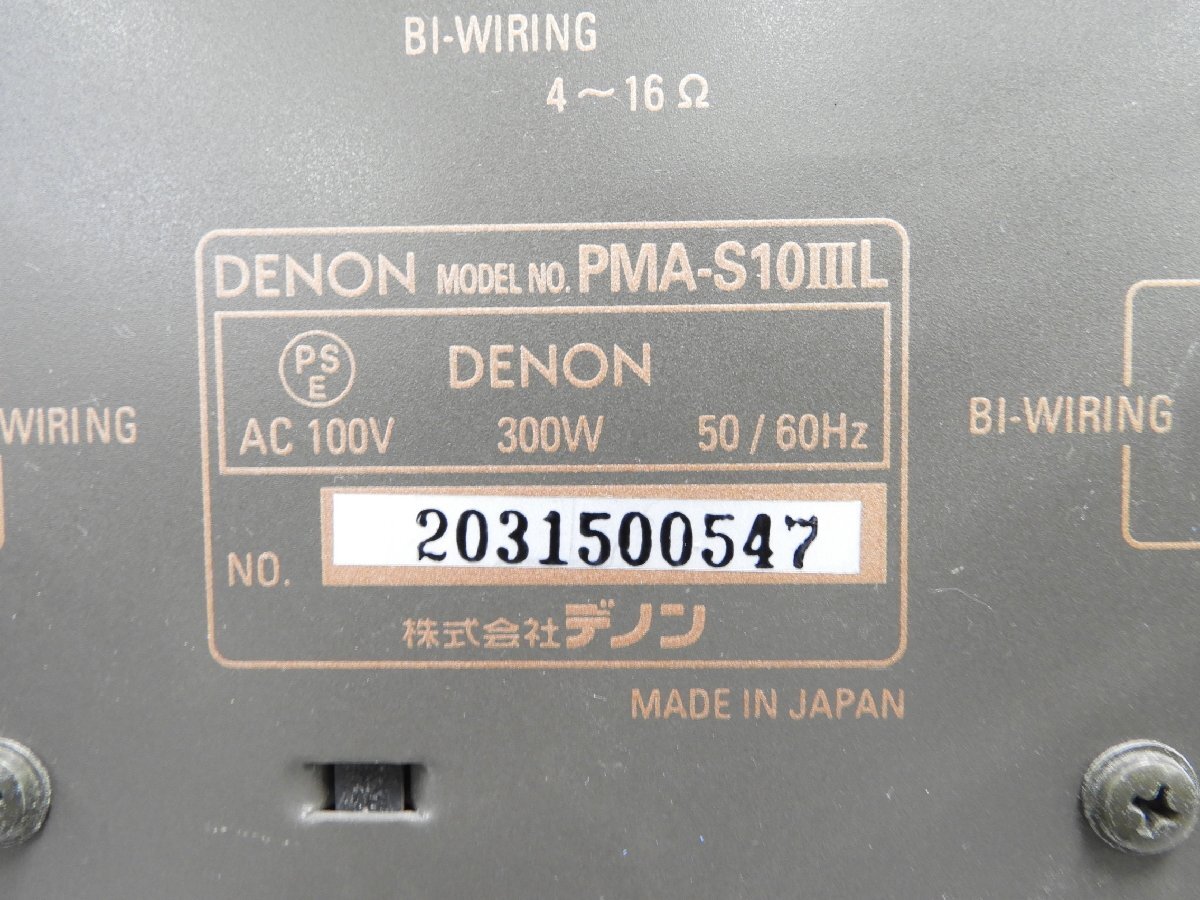 BI-WIRING
4～16Ω
DENON MODEL NO. PMA-S10IIIL
PS
E
DENON
AC 100V 300W 50 / 60Hz
WIRING
BI-WIRING
NO. 2031500547
株式会社デノン
MADE IN JAPAN